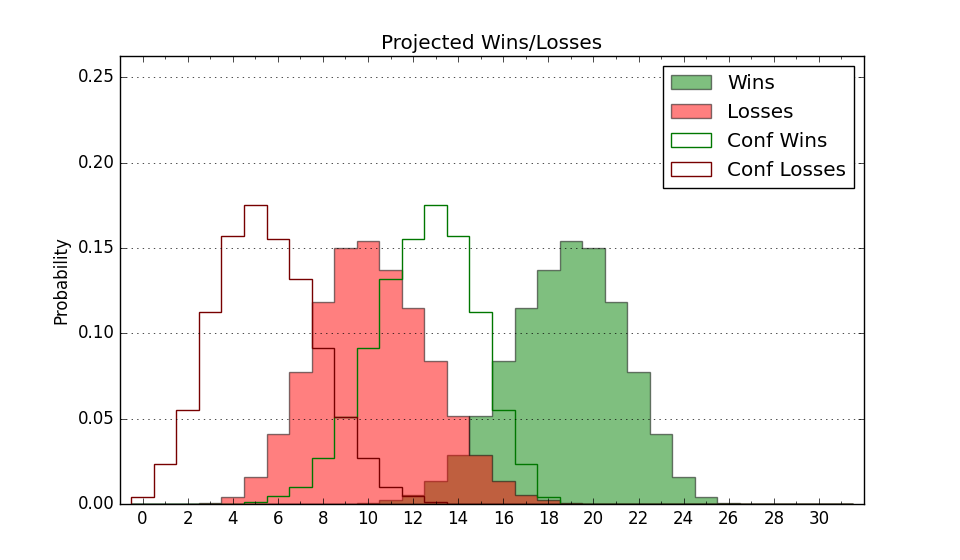 Projected Wins/Losses
0.25
0.20
0.15
0.10
0.05
0.00
Probability
Wins
Losses
Conf Wins
Conf Losses
0 2 4 6 8 10 12 14 16 18 20 22 24 26 28 30